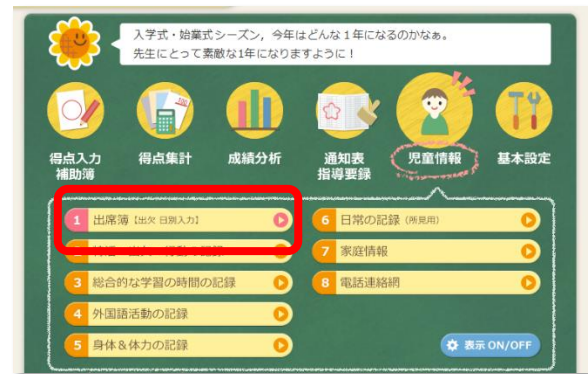 入学式・始業式シーズン，今年はどんな１年になるのかなぁ。
先生にとって素敵な1年になりますように！
得点入力
補助簿
得点集計
成績分析
通知表
指導要録
児童情報
基本設定
1 出席簿【出欠 日別入力】
3 総合的な学習の時間の記録
4 外国語活動の記録
5 身体＆体力の記録
6 日常の記録（所見用）
7 家庭情報
8 電話連絡網
表示 ON/OFF